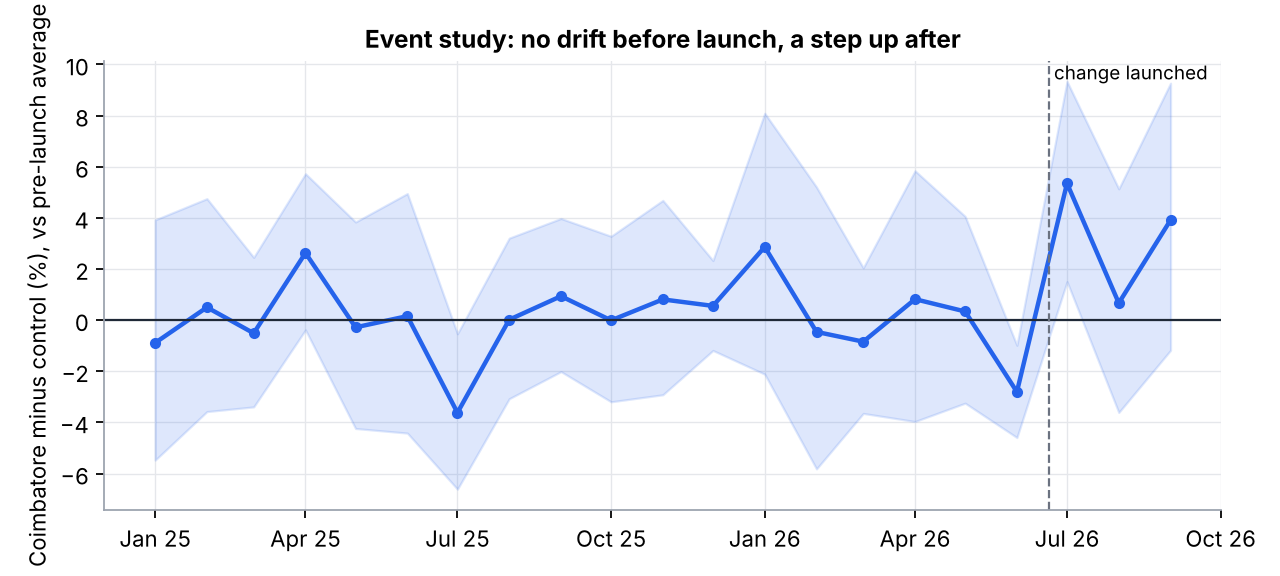 Event study: no drift before launch, a step up after
Coimbatore minus control (%), vs pre-launch average
10
8
6
4
2
0
−2
−4
−6
change launched
Jan 25
Apr 25
Jul 25
Oct 25
Jan 26
Apr 26
Jul 26
Oct 26